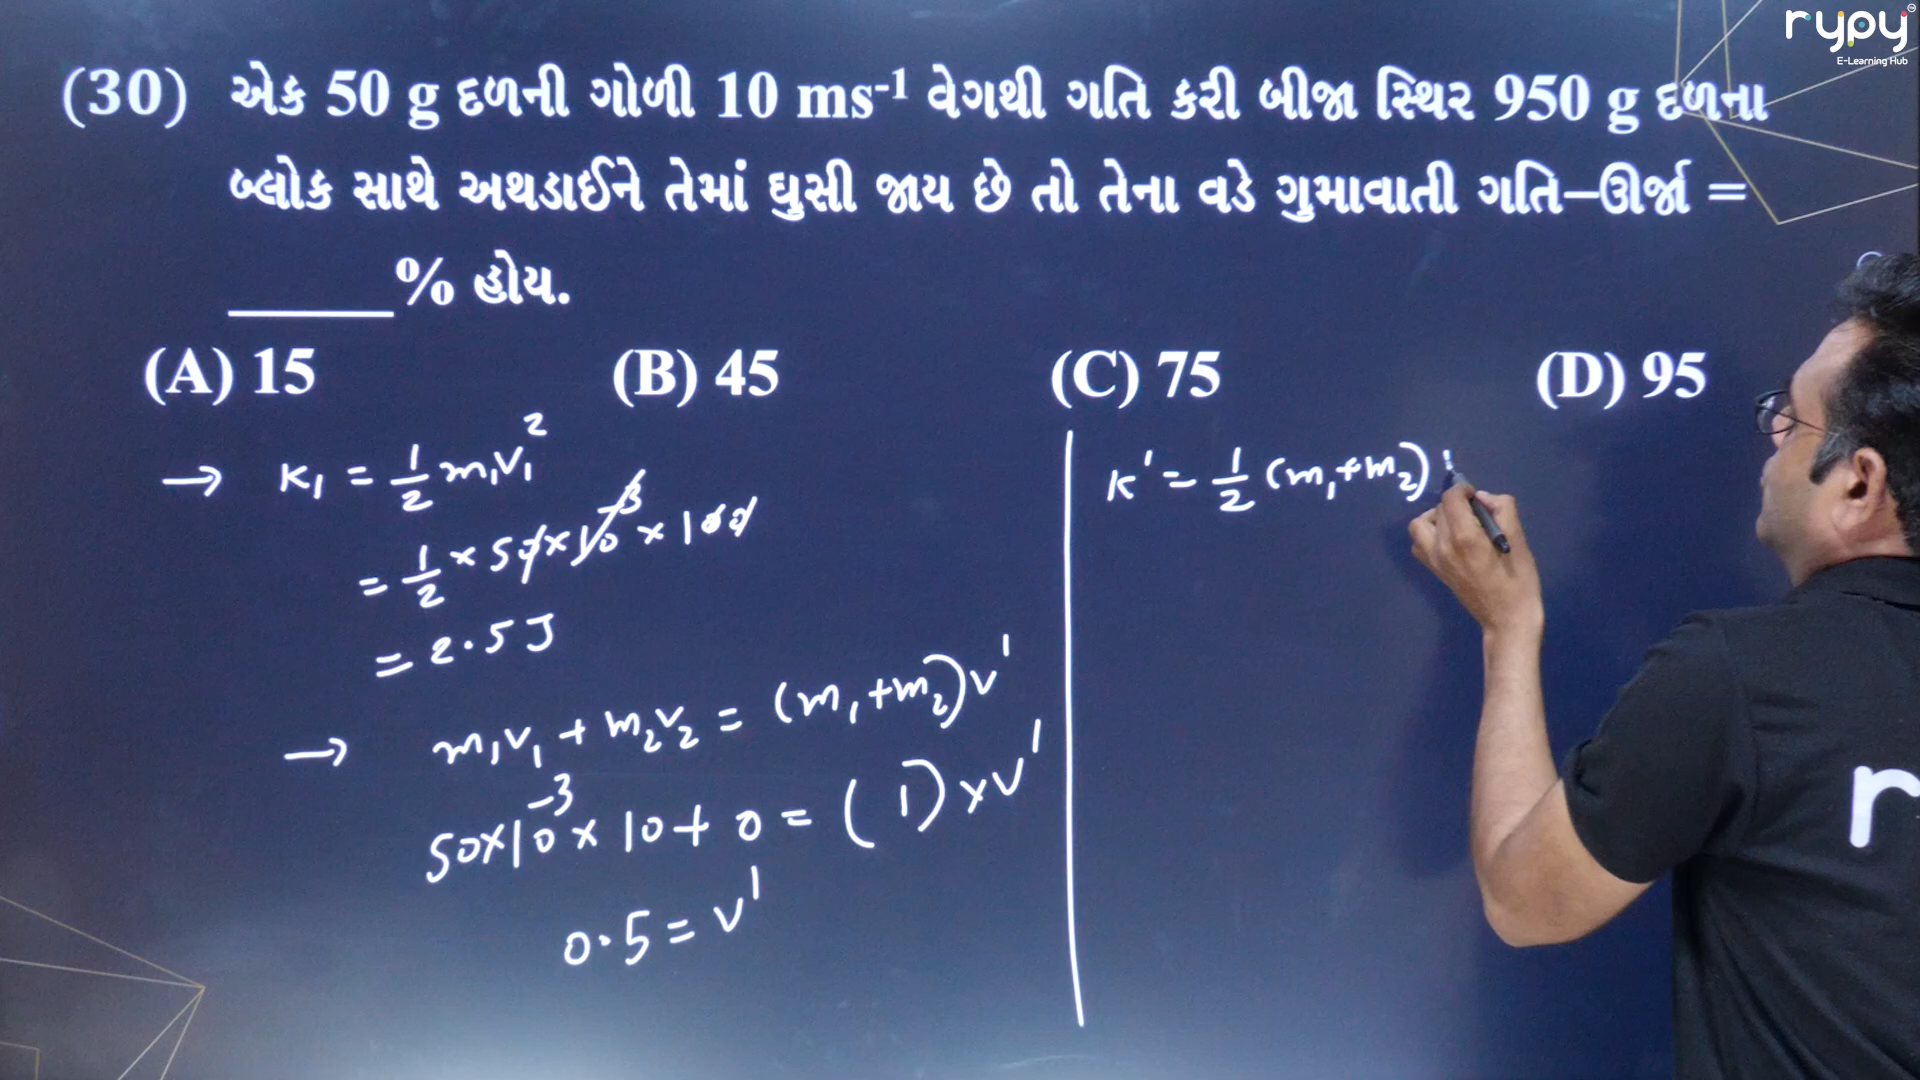 rypy
E-Learning Hub
(30) એક 50 g દળની ગોળી 10 ms⁻¹ વેગથી ગતિ કરી બીજા સ્થિર 950 g દળના
બ્લોક સાથે અથડાઈને તેમાં ઘુસી જાય છે તો તેના વડે ગુમાવાતી ગતિ–ઊર્જા =
______% હોય.
(A) 15 (B) 45 (C) 75 (D) 95
→ K₁ = 1/2 m₁v₁²
= 1/2 × 50 × 10⁻³ × 100
= 2.5 J
→ m₁v₁ + m₂v₂ = (m₁+m₂)v'
50×10⁻³ × 10 + 0 = (1) × v'
0.5 = v'
K' = 1/2 (m₁+m₂)
r